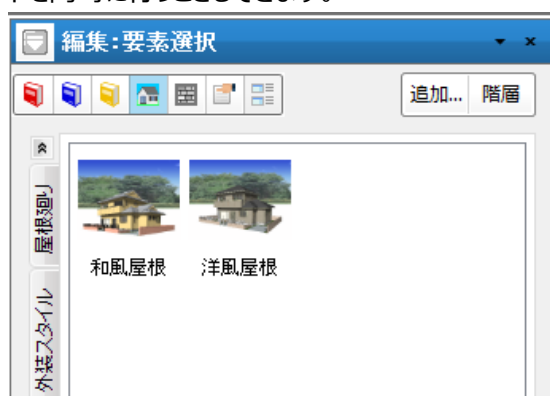 編集:要素選択
追加... 階層
屋根廻り
和風屋根 洋風屋根
外装スタイル